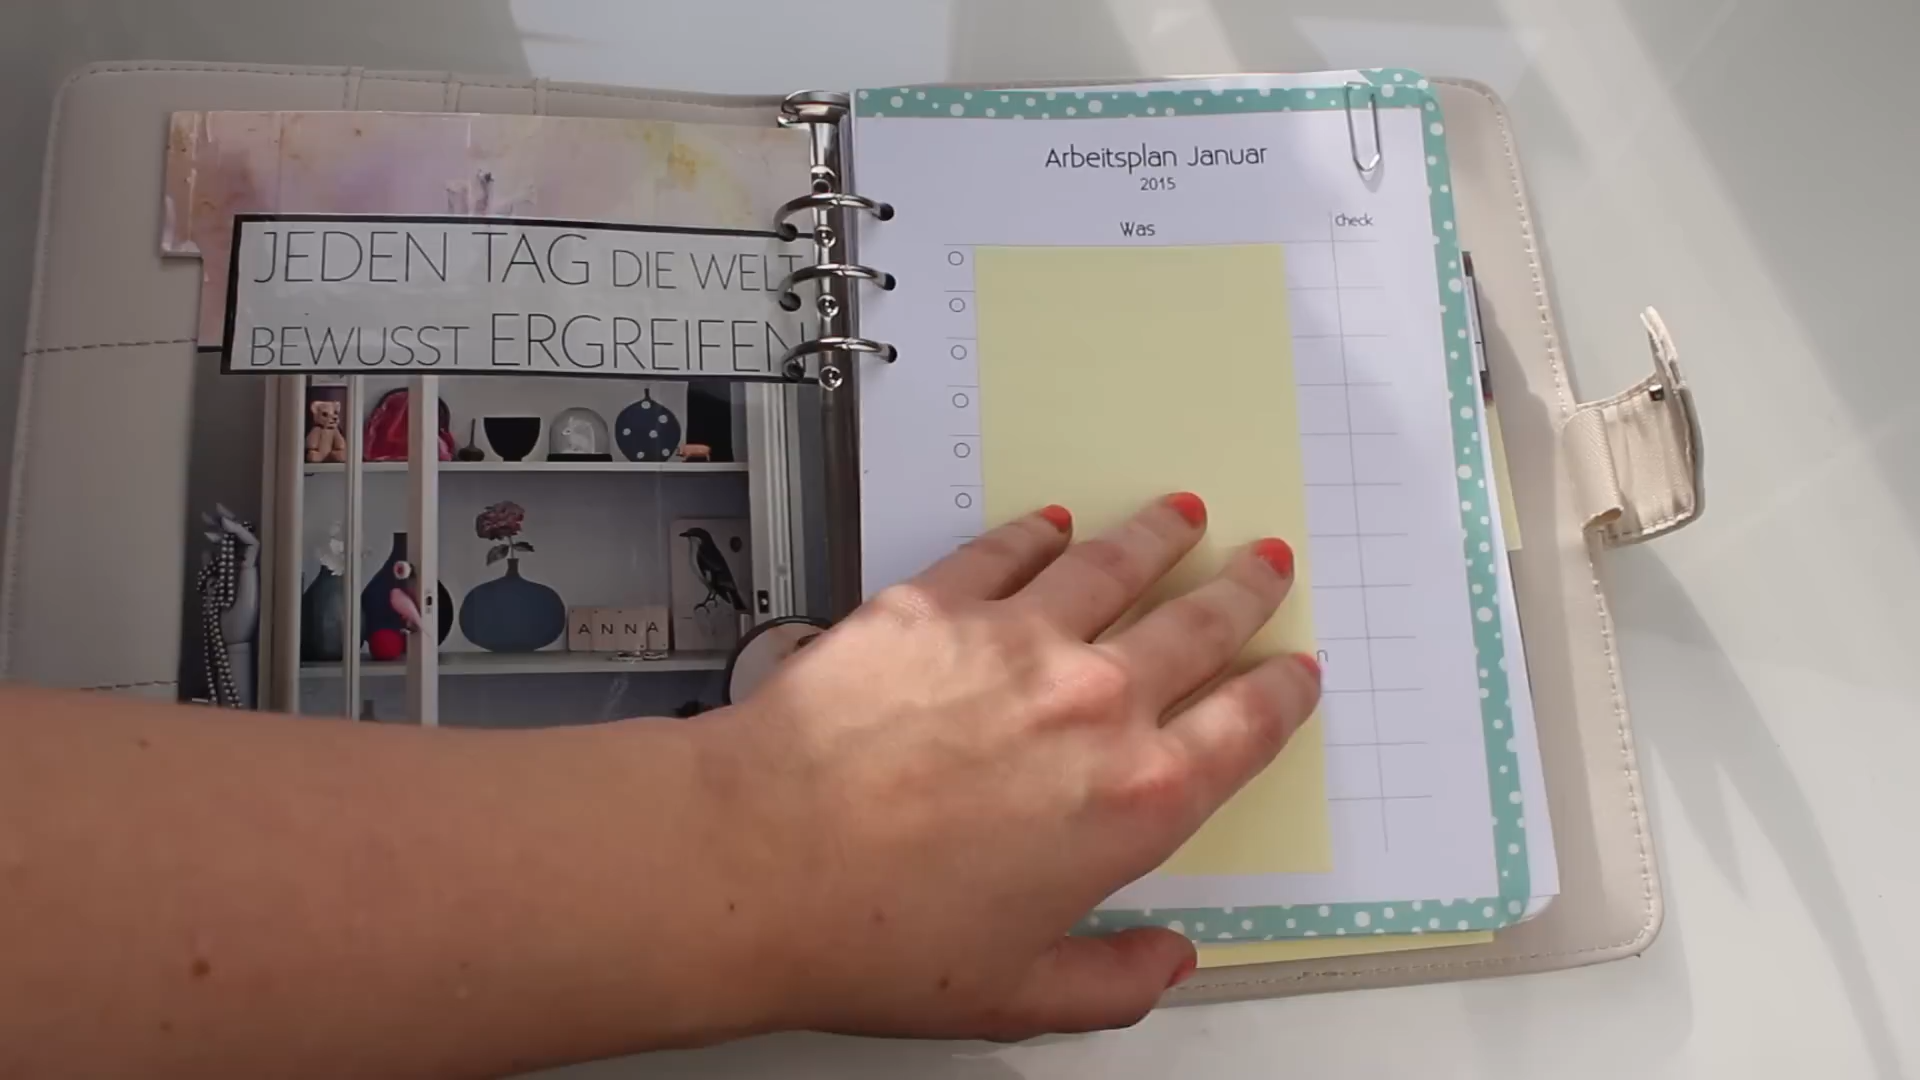 JEDEN TAG DIE WELT
BEWUSST ERGREIFEN
ANNA
Arbeitsplan Januar
2015
Was
Check
n